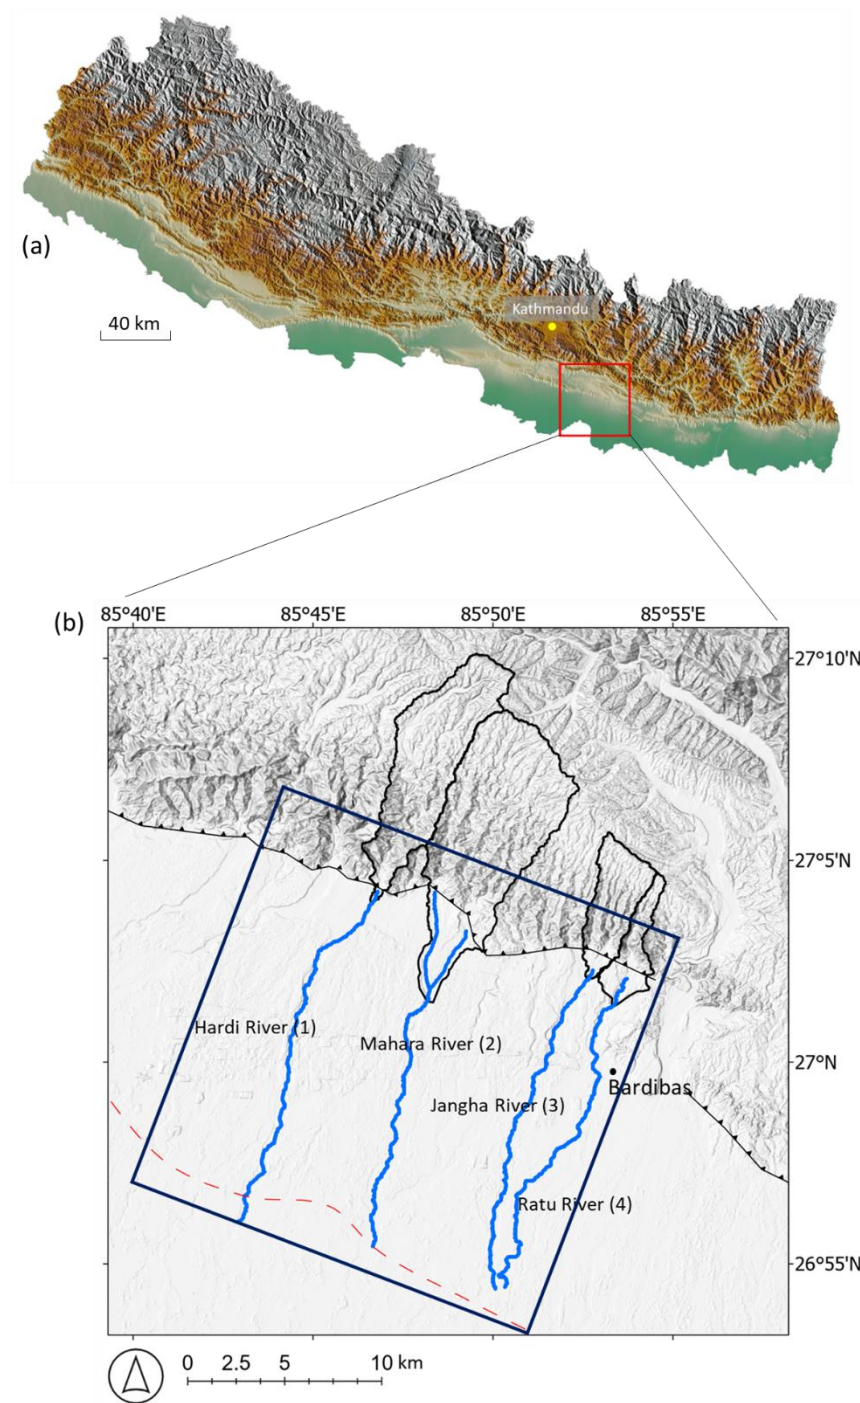 (a)
Kathmandu
40 km
(b)
85°40'E 85°45'E 85°50'E 85°55'E
27°10'N
27°5'N
Hardi River (1)
Mahara River (2)
27°N
Bardibas
Jangha River (3)
Ratu River (4)
26°55'N
0 2.5 5 10 km